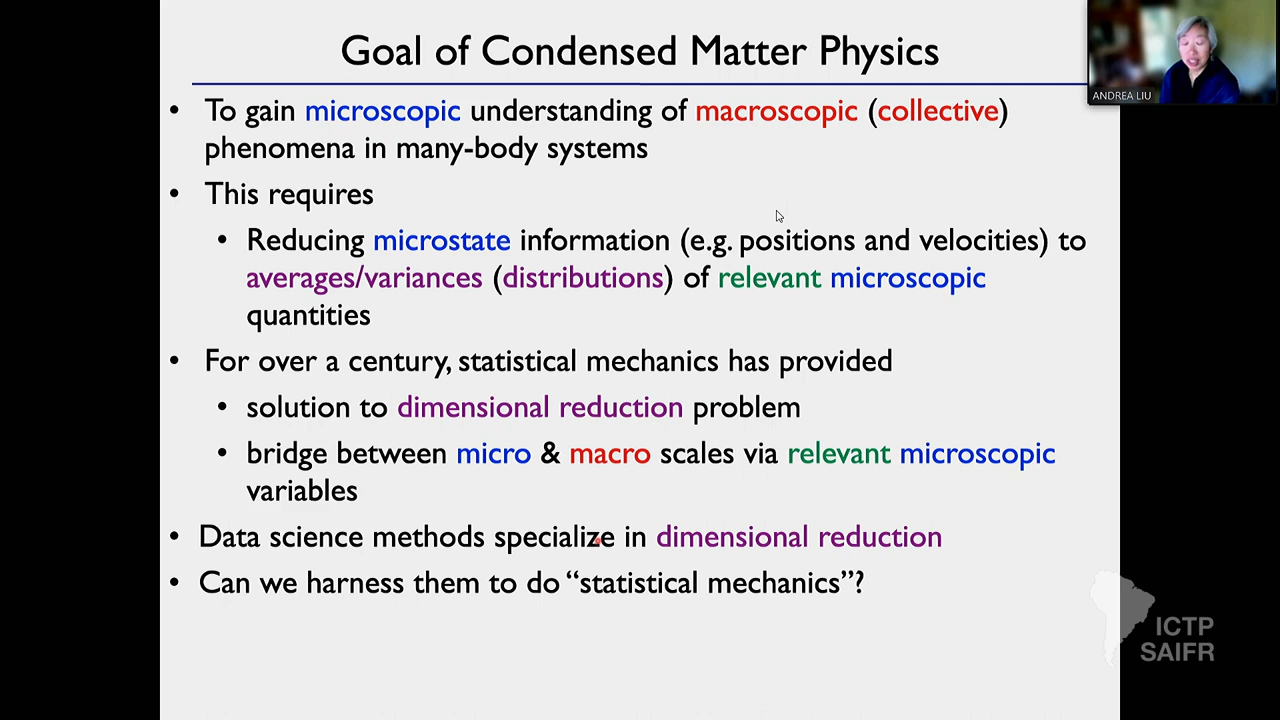 Goal of Condensed Matter Physics
ANDREA LIU
• To gain microscopic understanding of macroscopic (collective)
phenomena in many-body systems
• This requires
• Reducing microstate information (e.g. positions and velocities) to
averages/variances (distributions) of relevant microscopic
quantities
• For over a century, statistical mechanics has provided
• solution to dimensional reduction problem
• bridge between micro & macro scales via relevant microscopic
variables
• Data science methods specialize in dimensional reduction
• Can we harness them to do “statistical mechanics”?
ICTP
SAIFR